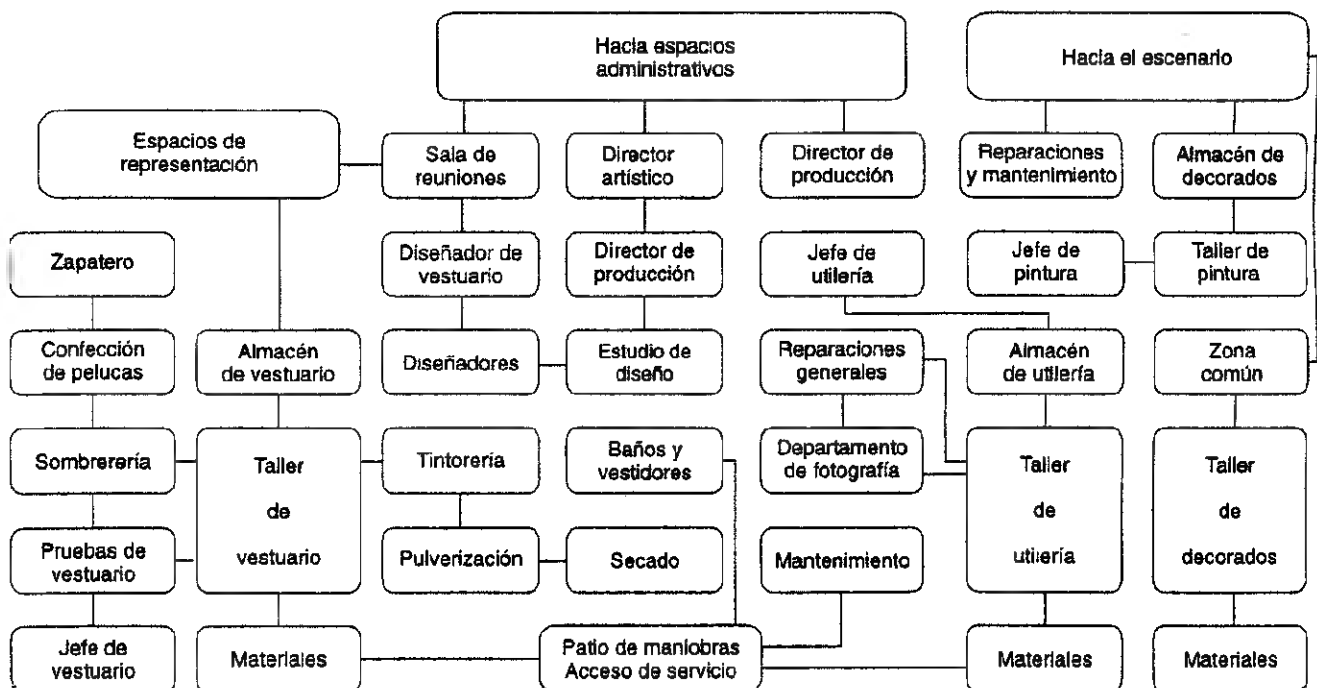 Hacia espacios
administrativos
Hacia el escenario
Espacios de
representación
Sala de
reuniones
Director
artístico
Director de
producción
Reparaciones
y mantenimiento
Almacén de
decorados
Zapatero
Diseñador de
vestuario
Director de
producción
Jefe de
utilería
Jefe de
pintura
Taller de
pintura
Confección
de pelucas
Almacén
de vestuario
Diseñadores
Estudio de
diseño
Reparaciones
generales
Almacén
de utilería
Zona
común
Sombrerería
Taller
de
vestuario
Tintorería
Baños y
vestidores
Departamento
de fotografía
Taller
de
utilería
Taller
de
decorados
Pruebas de
vestuario
Pulverización
Secado
Mantenimiento
Jefe de
vestuario
Materiales
Patio de maniobras
Acceso de servicio
Materiales
Materiales